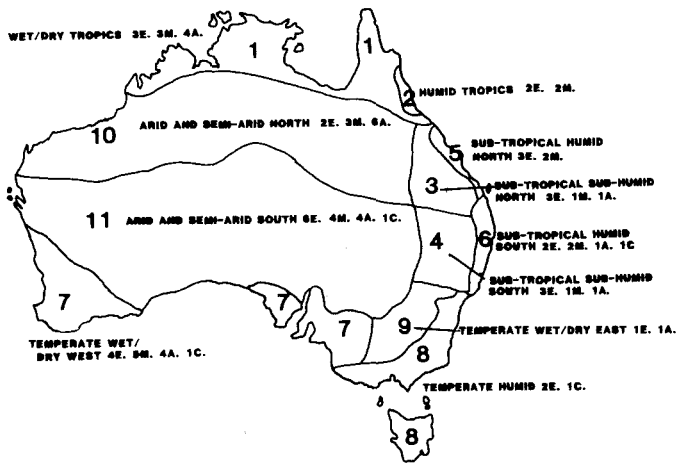 WET/DRY TROPICS 3E. 3M. 4A.
1
1
2
HUMID TROPICS 2E. 2M.
10
ARID AND SEMI-ARID NORTH 2E. 3M. 6A.
5
SUB-TROPICAL HUMID
NORTH 3E. 2M.
3
SUB-TROPICAL SUB-HUMID
NORTH 3E. 1M. 1A.
11
ARID AND SEMI-ARID SOUTH 6E. 4M. 4A. 1C.
4
6
SUB-TROPICAL HUMID
SOUTH 2E. 2M. 1A. 1C
SUB-TROPICAL SUB-HUMID
SOUTH 3E. 1M. 1A.
7
7
7
9
TEMPERATE WET/DRY EAST 1E. 1A.
TEMPERATE WET/
DRY WEST 4E. 5M. 4A. 1C.
8
TEMPERATE HUMID 2E. 1C.
8